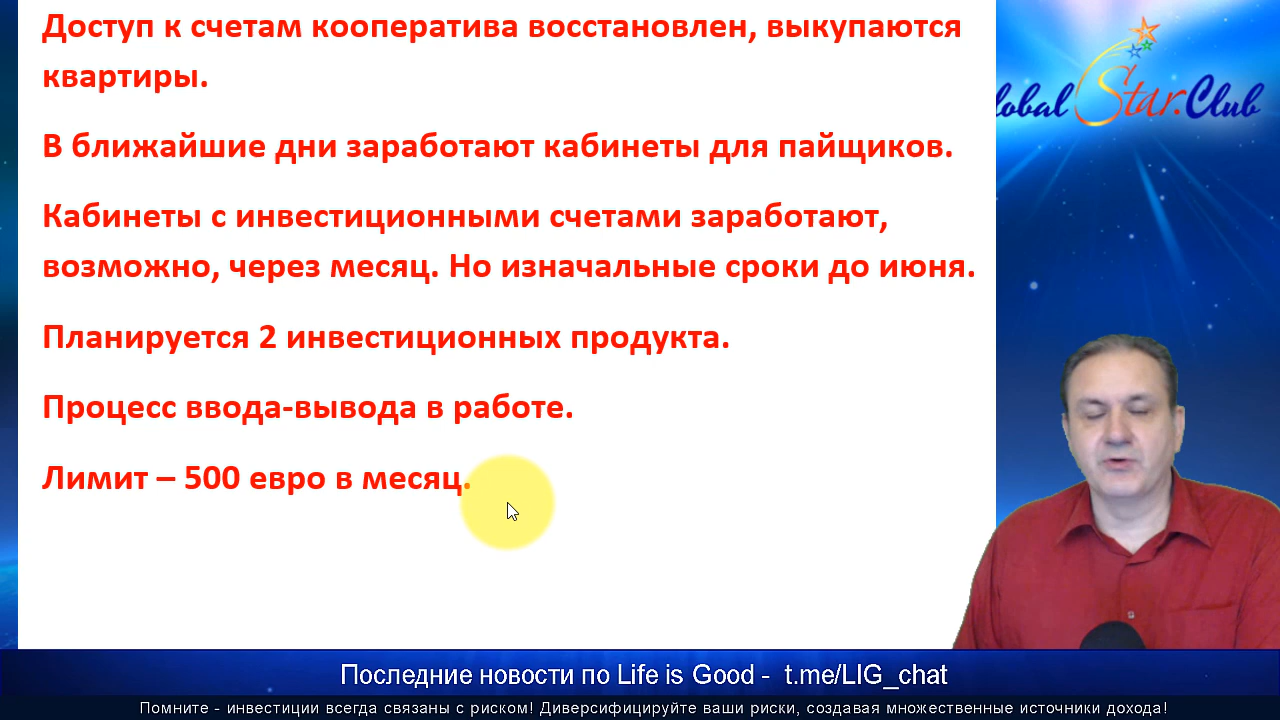 Доступ к счетам кооператива восстановлен, выкупаются
квартиры.
В ближайшие дни заработают кабинеты для пайщиков.
Кабинеты с инвестиционными счетами заработают,
возможно, через месяц. Но изначальные сроки до июня.
Планируется 2 инвестиционных продукта.
Процесс ввода-вывода в работе.
Лимит – 500 евро в месяц.
lobal Star.Club
Последние новости по Life is Good - t.me/LIG_chat
Помните - инвестиции всегда связаны с риском! Диверсифицируйте ваши риски, создавая множественные источники дохода!